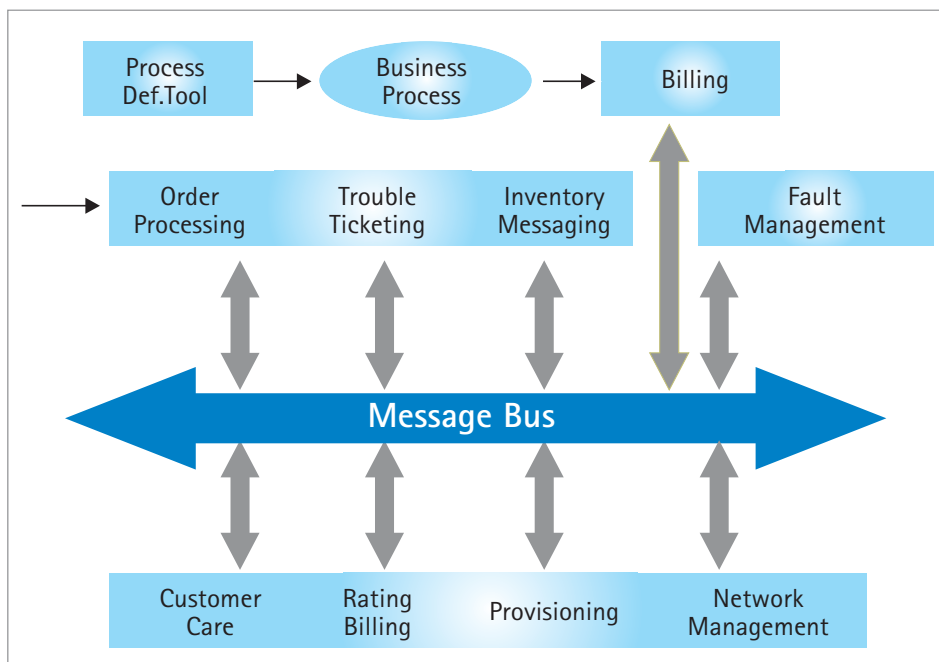 Process
Def.Tool
Business
Process
Billing
Order
Processing
Trouble
Ticketing
Inventory
Messaging
Fault
Management
Message Bus
Customer
Care
Rating
Billing
Provisioning
Network
Management